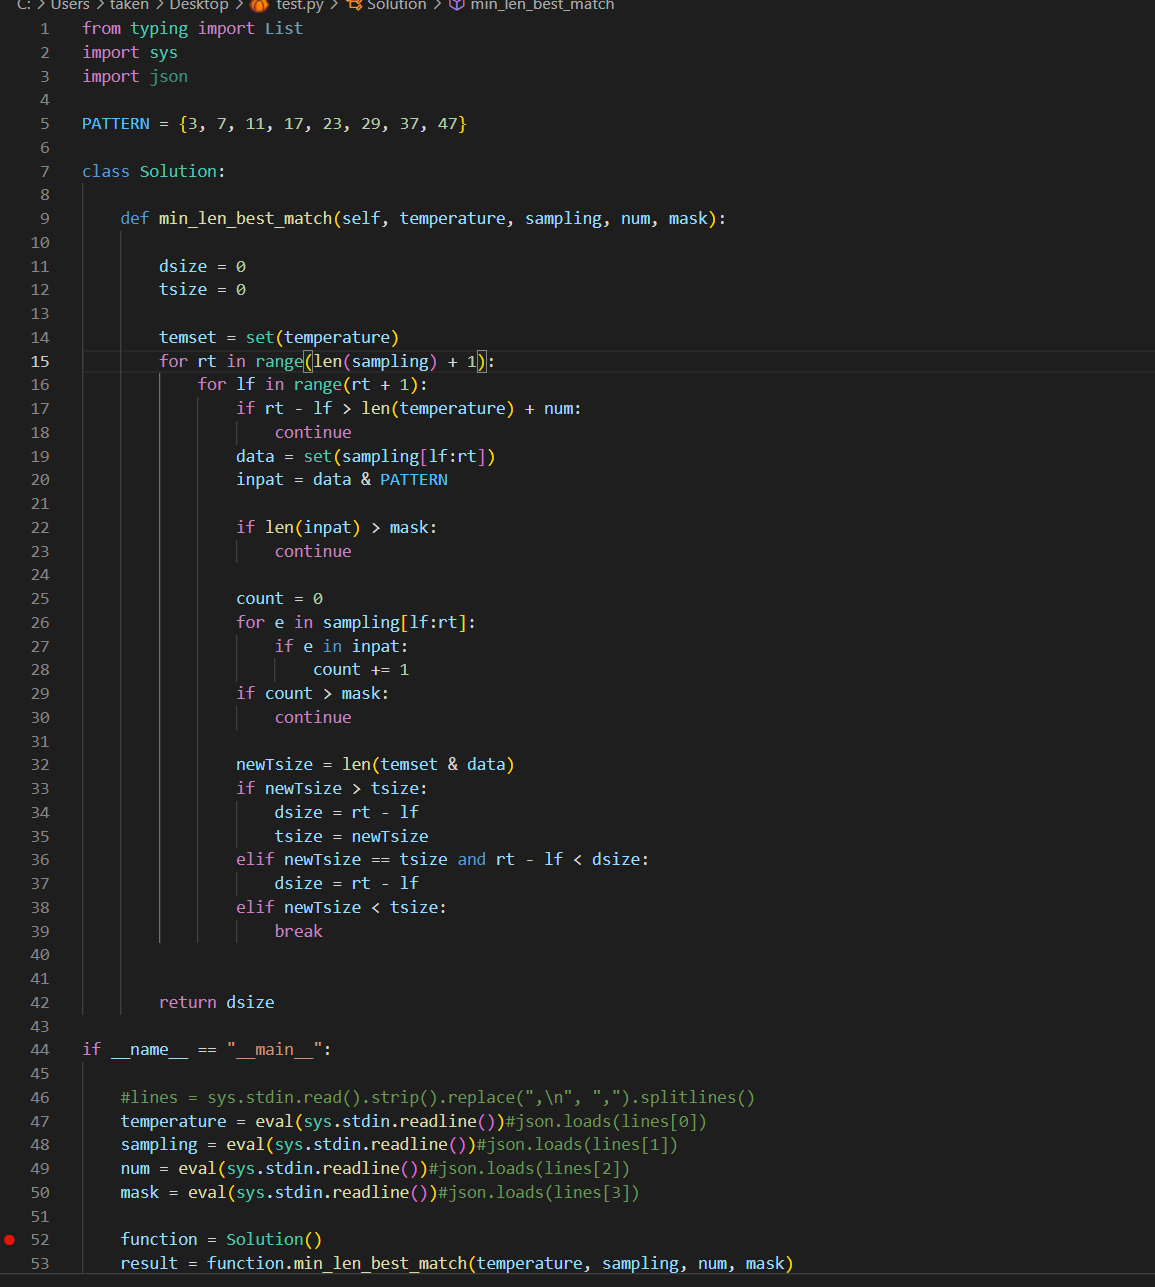 C: > Users > taken > Desktop > test.py > Solution > min_len_best_match
1 from typing import List
2 import sys
3 import json
4
5 PATTERN = {3, 7, 11, 17, 23, 29, 37, 47}
6
7 class Solution:
8
9     def min_len_best_match(self, temperature, sampling, num, mask):
10
11         dsize = 0
12         tsize = 0
13
14         temset = set(temperature)
15         for rt in range(len(sampling) + 1):
16             for lf in range(rt + 1):
17                 if rt - lf > len(temperature) + num:
18                     continue
19                 data = set(sampling[lf:rt])
20                 inpat = data & PATTERN
21
22                 if len(inpat) > mask:
23                     continue
24
25                 count = 0
26                 for e in sampling[lf:rt]:
27                     if e in inpat:
28                         count += 1
29                 if count > mask:
30                     continue
31
32                 newTsize = len(temset & data)
33                 if newTsize > tsize:
34                     dsize = rt - lf
35                     tsize = newTsize
36                 elif newTsize == tsize and rt - lf < dsize:
37                     dsize = rt - lf
38                 elif newTsize < tsize:
39                     break
40
41
42         return dsize
43
44 if __name__ == "__main__":
45
46     #lines = sys.stdin.read().strip().replace(",\n", ",").splitlines()
47     temperature = eval(sys.stdin.readline())#json.loads(lines[0])
48     sampling = eval(sys.stdin.readline())#json.loads(lines[1])
49     num = eval(sys.stdin.readline())#json.loads(lines[2])
50     mask = eval(sys.stdin.readline())#json.loads(lines[3])
51
52     function = Solution()
53     result = function.min_len_best_match(temperature, sampling, num, mask)